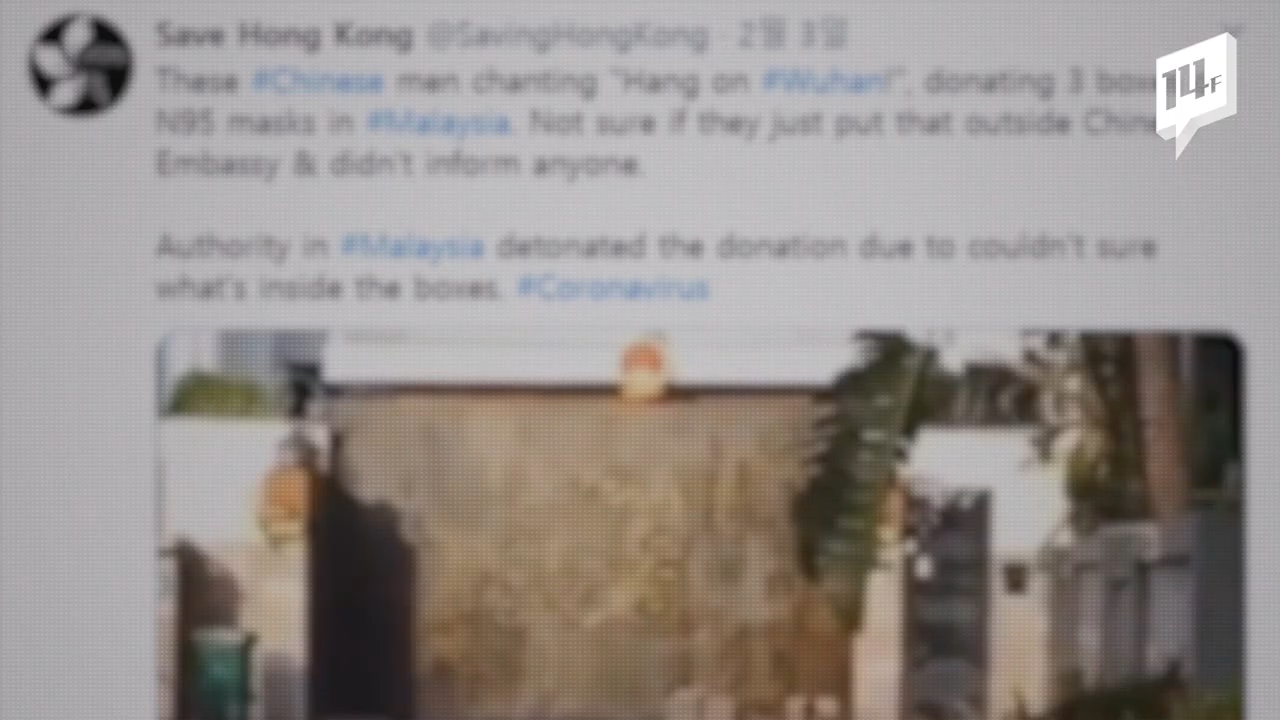 Save Hong Kong @SavingHongKong · 2월 3일
These #Chinese men chanting "Hang on #Wuhan!", donating 3
N95 masks in #Malaysia. Not sure if they just put that outside
Embassy & didn't inform anyone.
Authority in #Malaysia detonated the donation due to couldn't sure
what's inside the boxes. #Coronavirus
14F